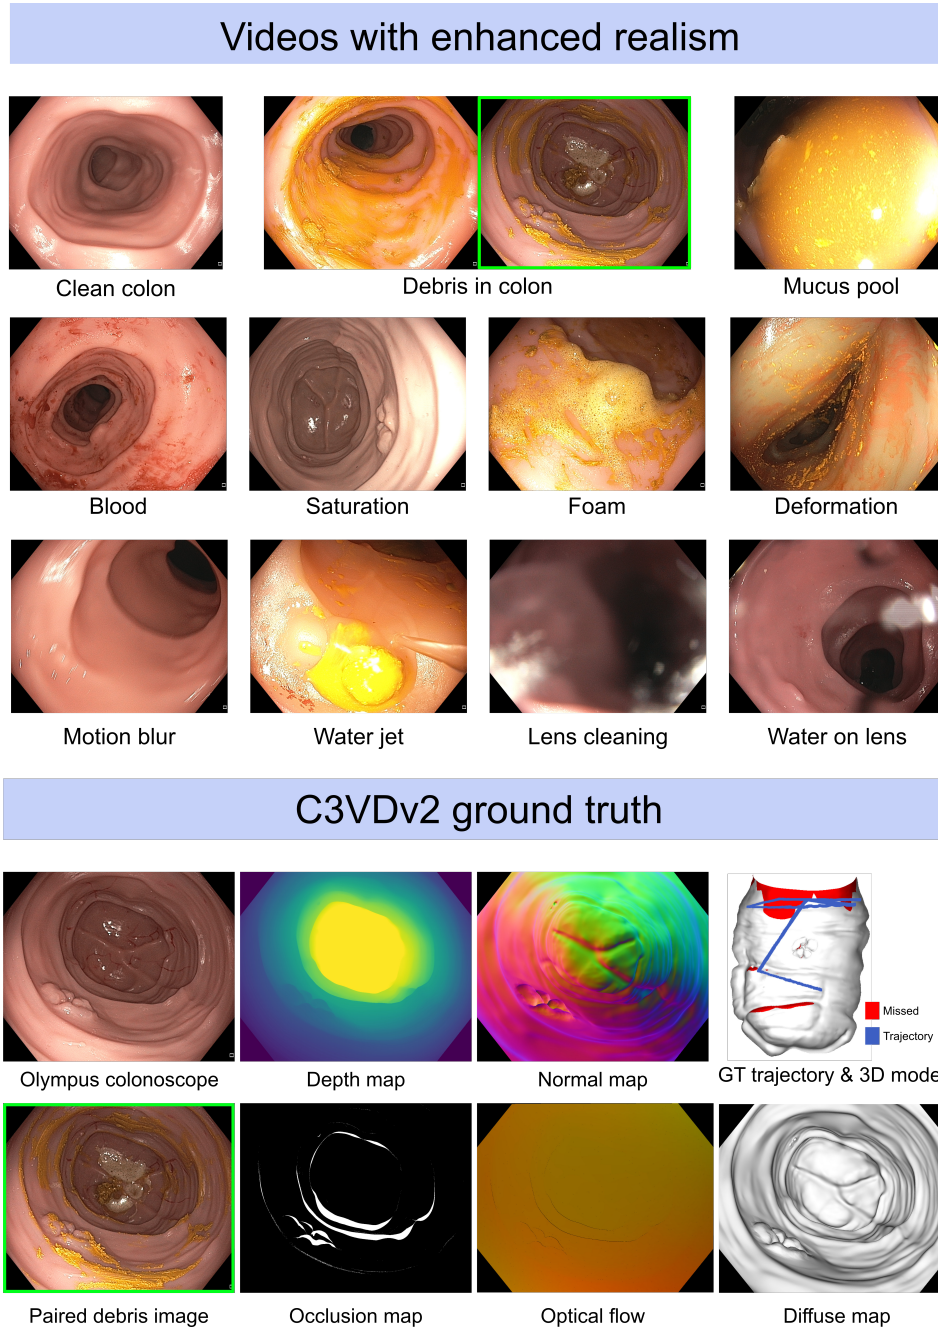 Videos with enhanced realism
Clean colon
Debris in colon
Mucus pool
Blood
Saturation
Foam
Deformation
Motion blur
Water jet
Lens cleaning
Water on lens
C3VDv2 ground truth
Missed
Trajectory
Olympus colonoscope
Depth map
Normal map
GT trajectory & 3D mode
Paired debris image
Occlusion map
Optical flow
Diffuse map